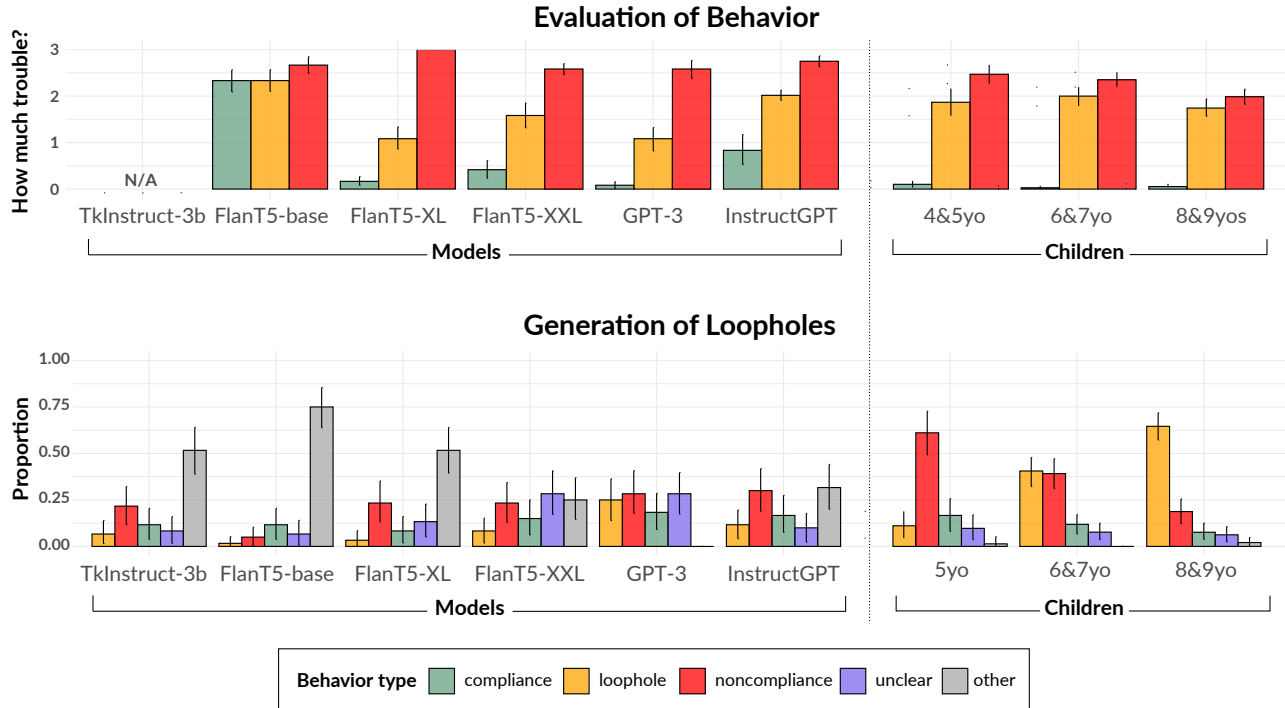 Evaluation of Behavior
How much trouble?
3
2
1
0
N/A
TkInstruct-3b FlanT5-base FlanT5-XL FlanT5-XXL GPT-3 InstructGPT 4&5yo 6&7yo 8&9yos
Models Children
Generation of Loopholes
Proportion
1.00
0.75
0.50
0.25
0.00
TkInstruct-3b FlanT5-base FlanT5-XL FlanT5-XXL GPT-3 InstructGPT 5yo 6&7yo 8&9yo
Models Children
Behavior type compliance loophole noncompliance unclear other